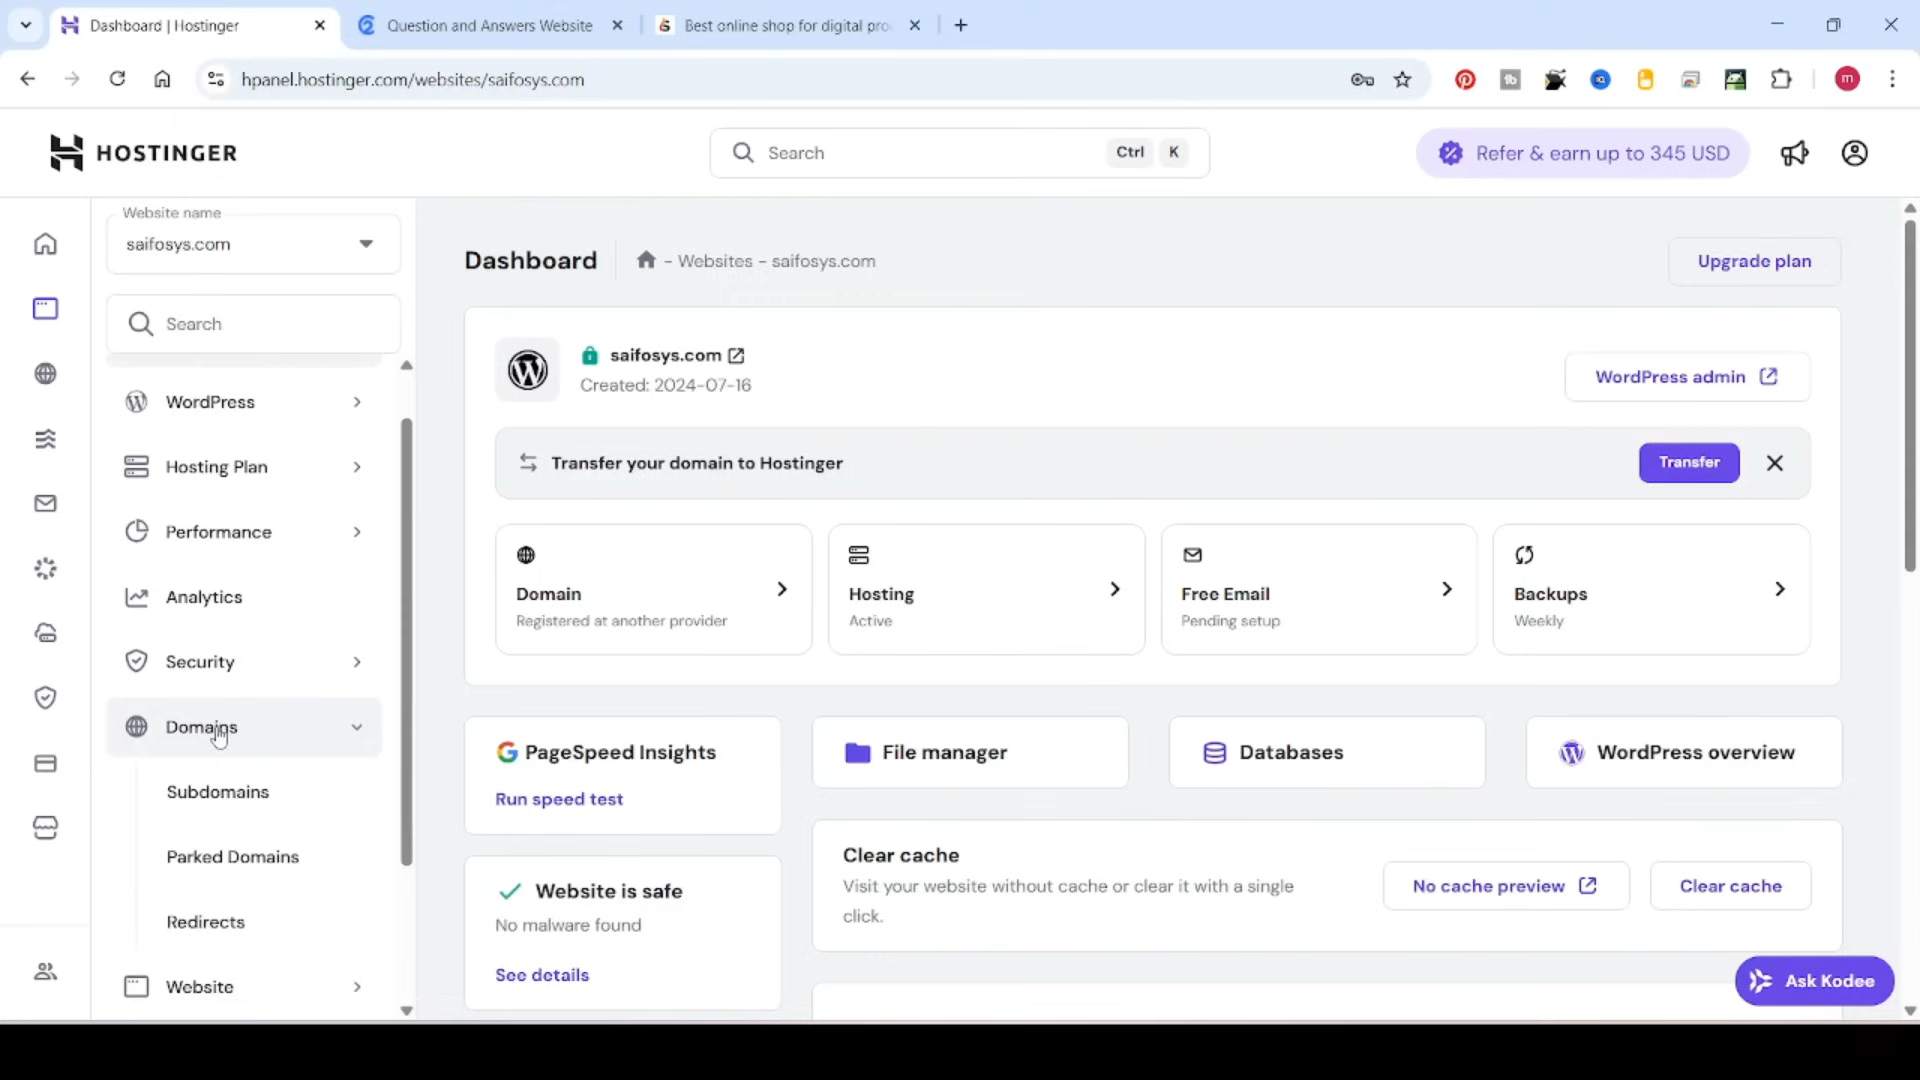 Dashboard | Hostinger
Question and Answers Website
Best online shop for digital pro
hpanel.hostinger.com/websites/saifosys.com
m
HOSTINGER
Search
Ctrl K
Refer & earn up to 345 USD
Website name
saifosys.com
Search
WordPress
Hosting Plan
Performance
Analytics
Security
Domains
Subdomains
Parked Domains
Redirects
Website
Dashboard
- Websites - saifosys.com
Upgrade plan
saifosys.com
Created: 2024-07-16
WordPress admin
Transfer your domain to Hostinger
Transfer
Domain
Registered at another provider
Hosting
Active
Free Email
Pending setup
Backups
Weekly
PageSpeed Insights
Run speed test
File manager
Databases
WordPress overview
Website is safe
No malware found
See details
Clear cache
Visit your website without cache or clear it with a single
click.
No cache preview
Clear cache
Ask Kodee